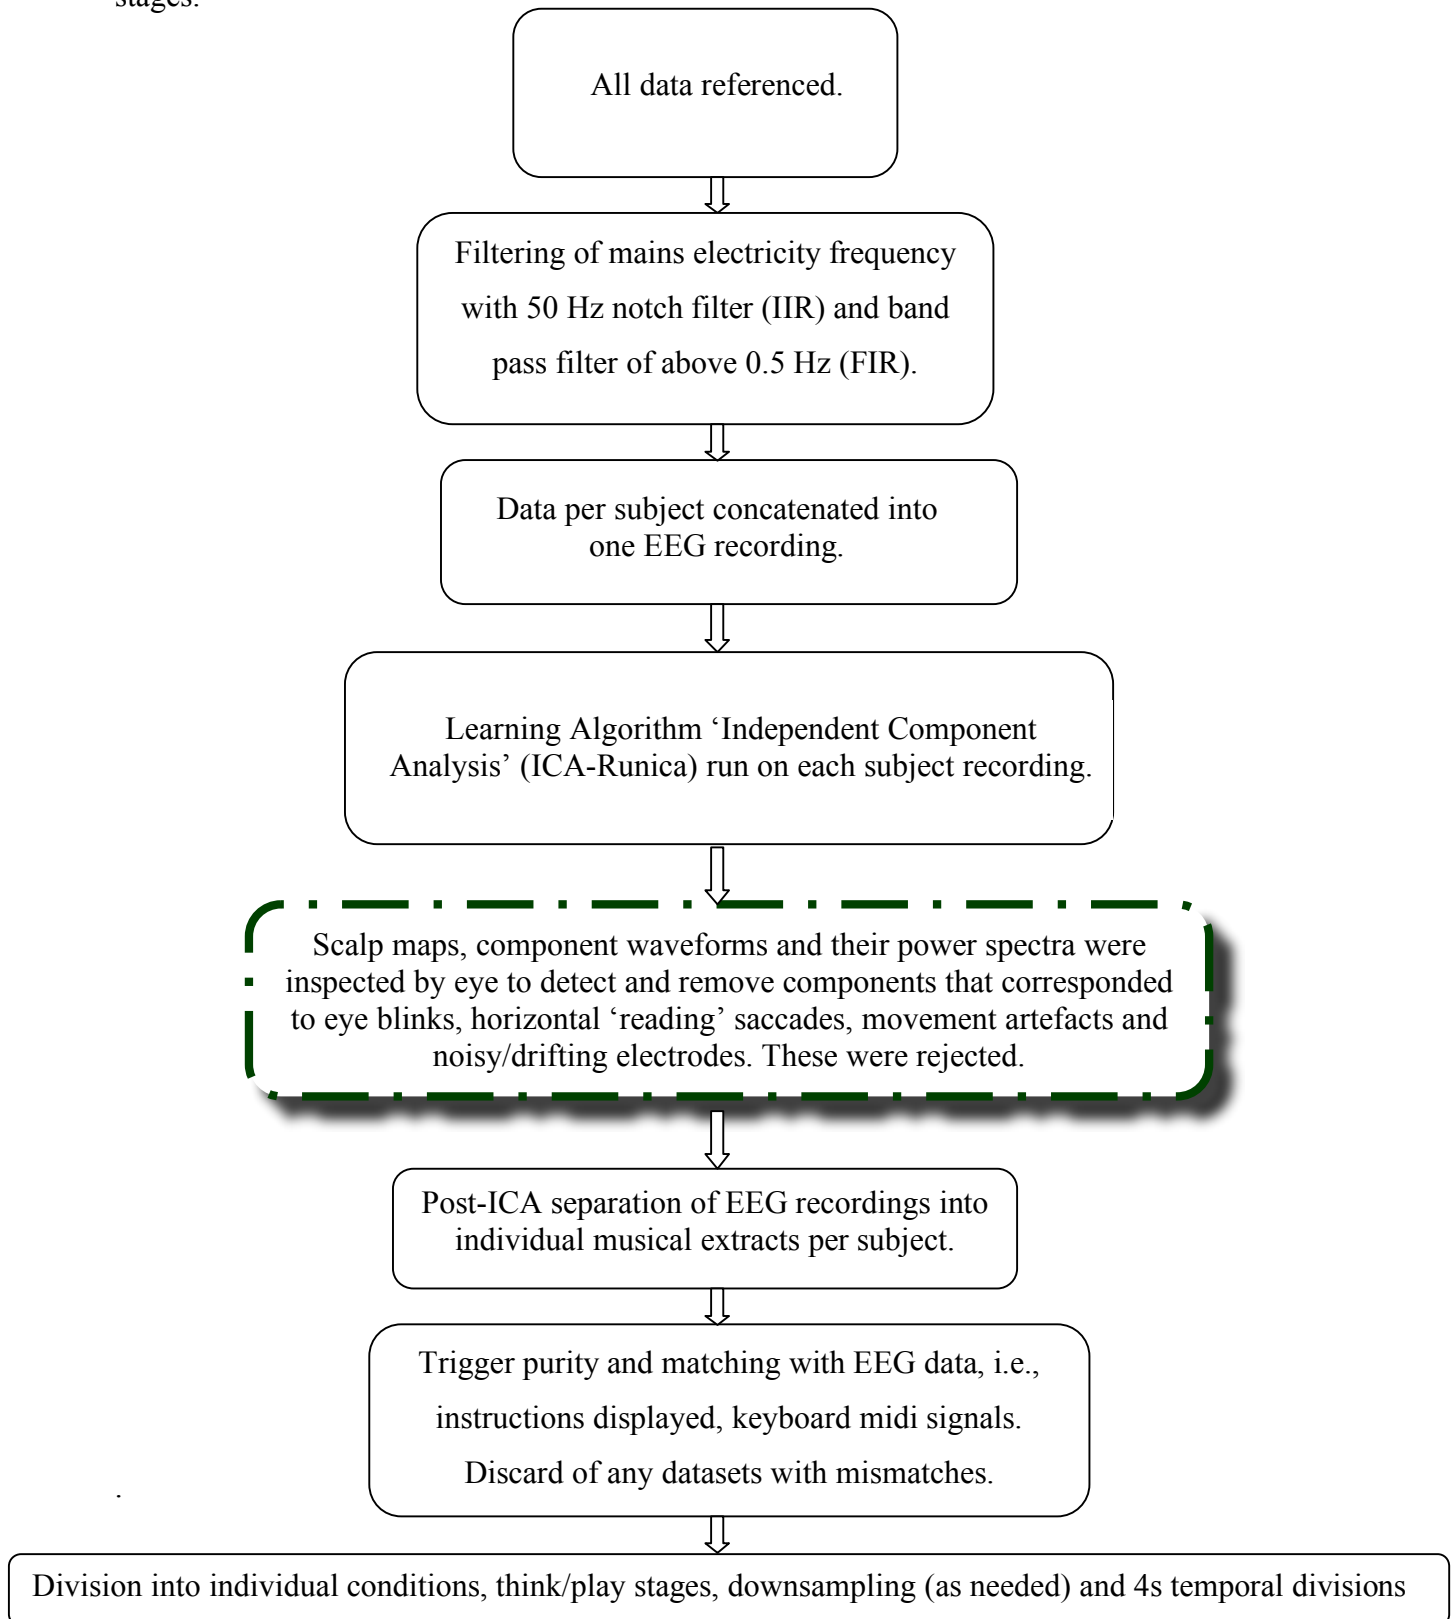 stages.
All data referenced.
Filtering of mains electricity frequency
with 50 Hz notch filter (IIR) and band
pass filter of above 0.5 Hz (FIR).
Data per subject concatenated into
one EEG recording.
Learning Algorithm ‘Independent Component
Analysis’ (ICA-Runica) run on each subject recording.
Scalp maps, component waveforms and their power spectra were
inspected by eye to detect and remove components that corresponded
to eye blinks, horizontal ‘reading’ saccades, movement artefacts and
noisy/drifting electrodes. These were rejected.
Post-ICA separation of EEG recordings into
individual musical extracts per subject.
Trigger purity and matching with EEG data, i.e.,
instructions displayed, keyboard midi signals.
Discard of any datasets with mismatches.
.
Division into individual conditions, think/play stages, downsampling (as needed) and 4s temporal divisions